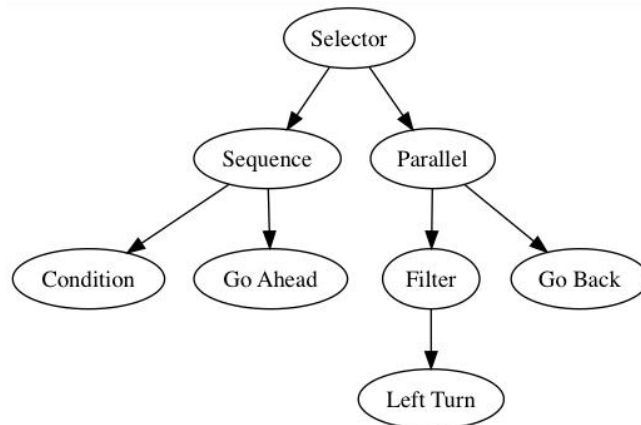 Selector
Sequence
Parallel
Condition
Go Ahead
Filter
Go Back
Left Turn